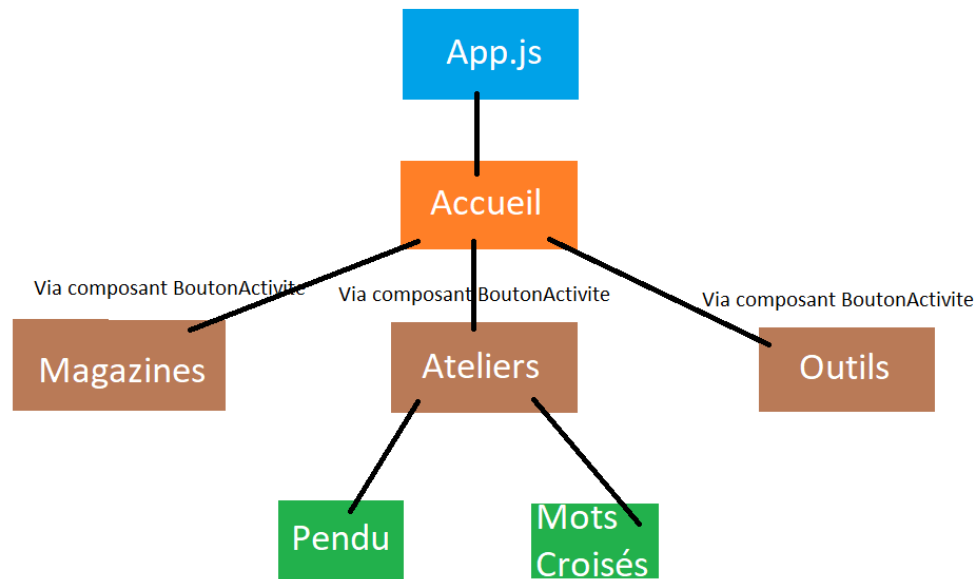 App.js
Accueil
Via composant BoutonActivite
Via composant BoutonActivite
Via composant BoutonActivite
Magazines
Ateliers
Outils
Pendu
Mots
Croisés